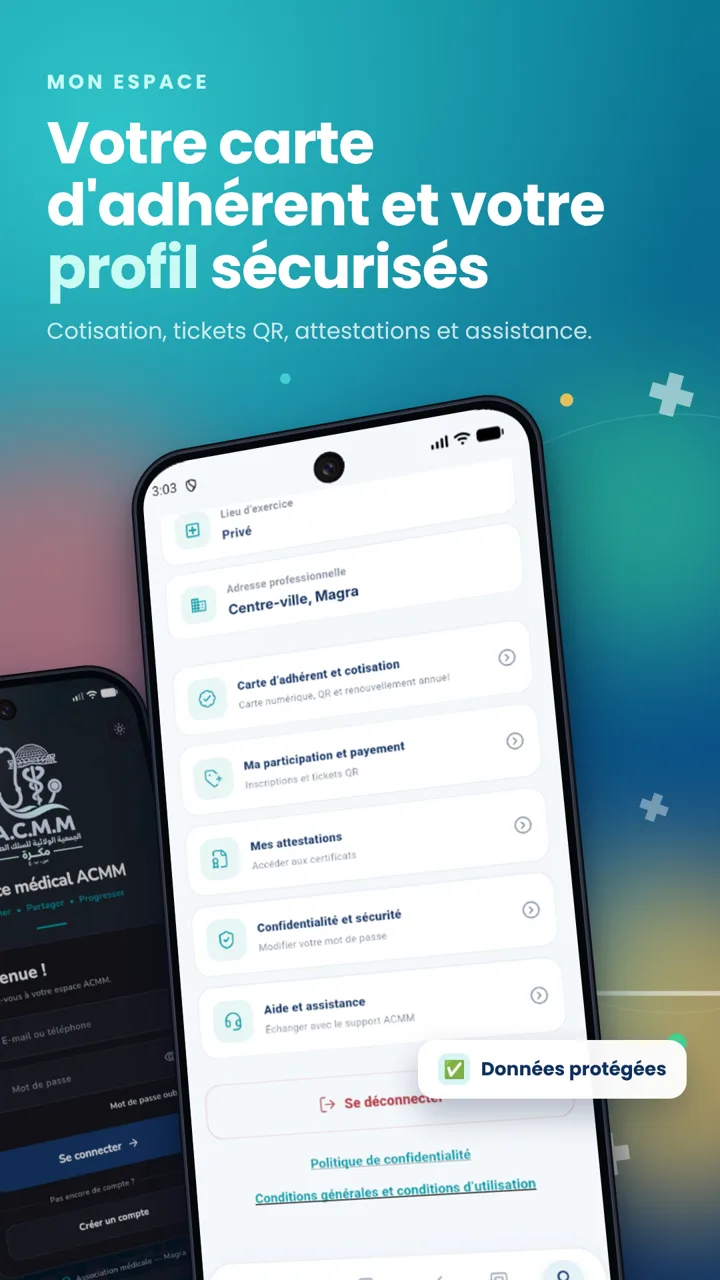 MON ESPACE
Votre carte
d'adhérent et votre
profil sécurisés
Cotisation, tickets QR, attestations et assistance.
3:03
Lieu d'exercice
Privé
Adresse professionnelle
Centre-ville, Magra
Carte d'adhérent et cotisation
Carte numérique, QR et renouvellement annuel
Ma participation et payement
Inscriptions et tickets QR
Mes attestations
Accéder aux certificats
Confidentialité et sécurité
Modifier votre mot de passe
Aide et assistance
Échanger avec le support ACMM
Données protégées
Se déconnecter
Politique de confidentialité
Conditions générales et conditions d'utilisation
A.C.M.M
مكرة
ce médical ACMM
er • Partager • Progresser
enue !
-vous à votre espace ACMM.
E-mail ou téléphone
Mot de passe
Mot de passe oub
Se connecter →
Pas encore de compte ?
Créer un compte
Association médicale — Magra